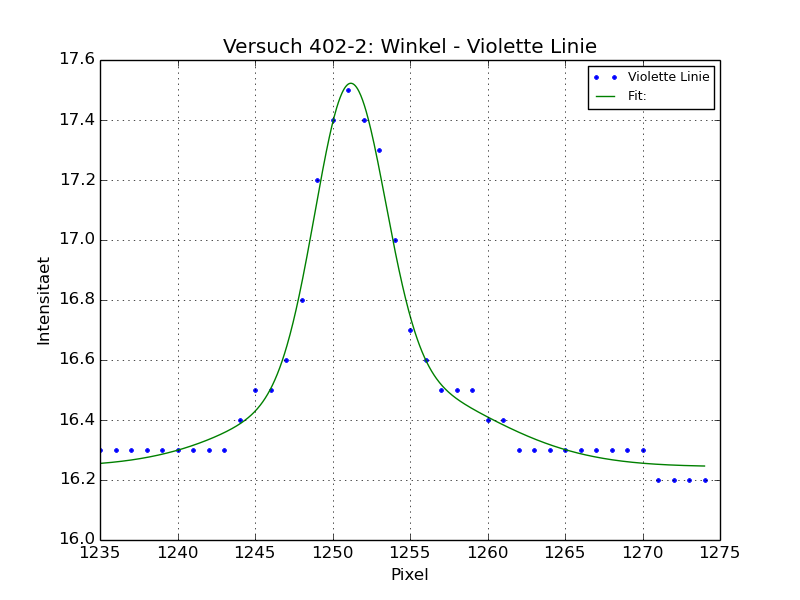 Versuch 402-2: Winkel - Violette Linie
17.6
17.4
17.2
17.0
16.8
16.6
16.4
16.2
16.0
Intensitaet
Violette Linie
Fit:
1235 1240 1245 1250 1255 1260 1265 1270 1275
Pixel